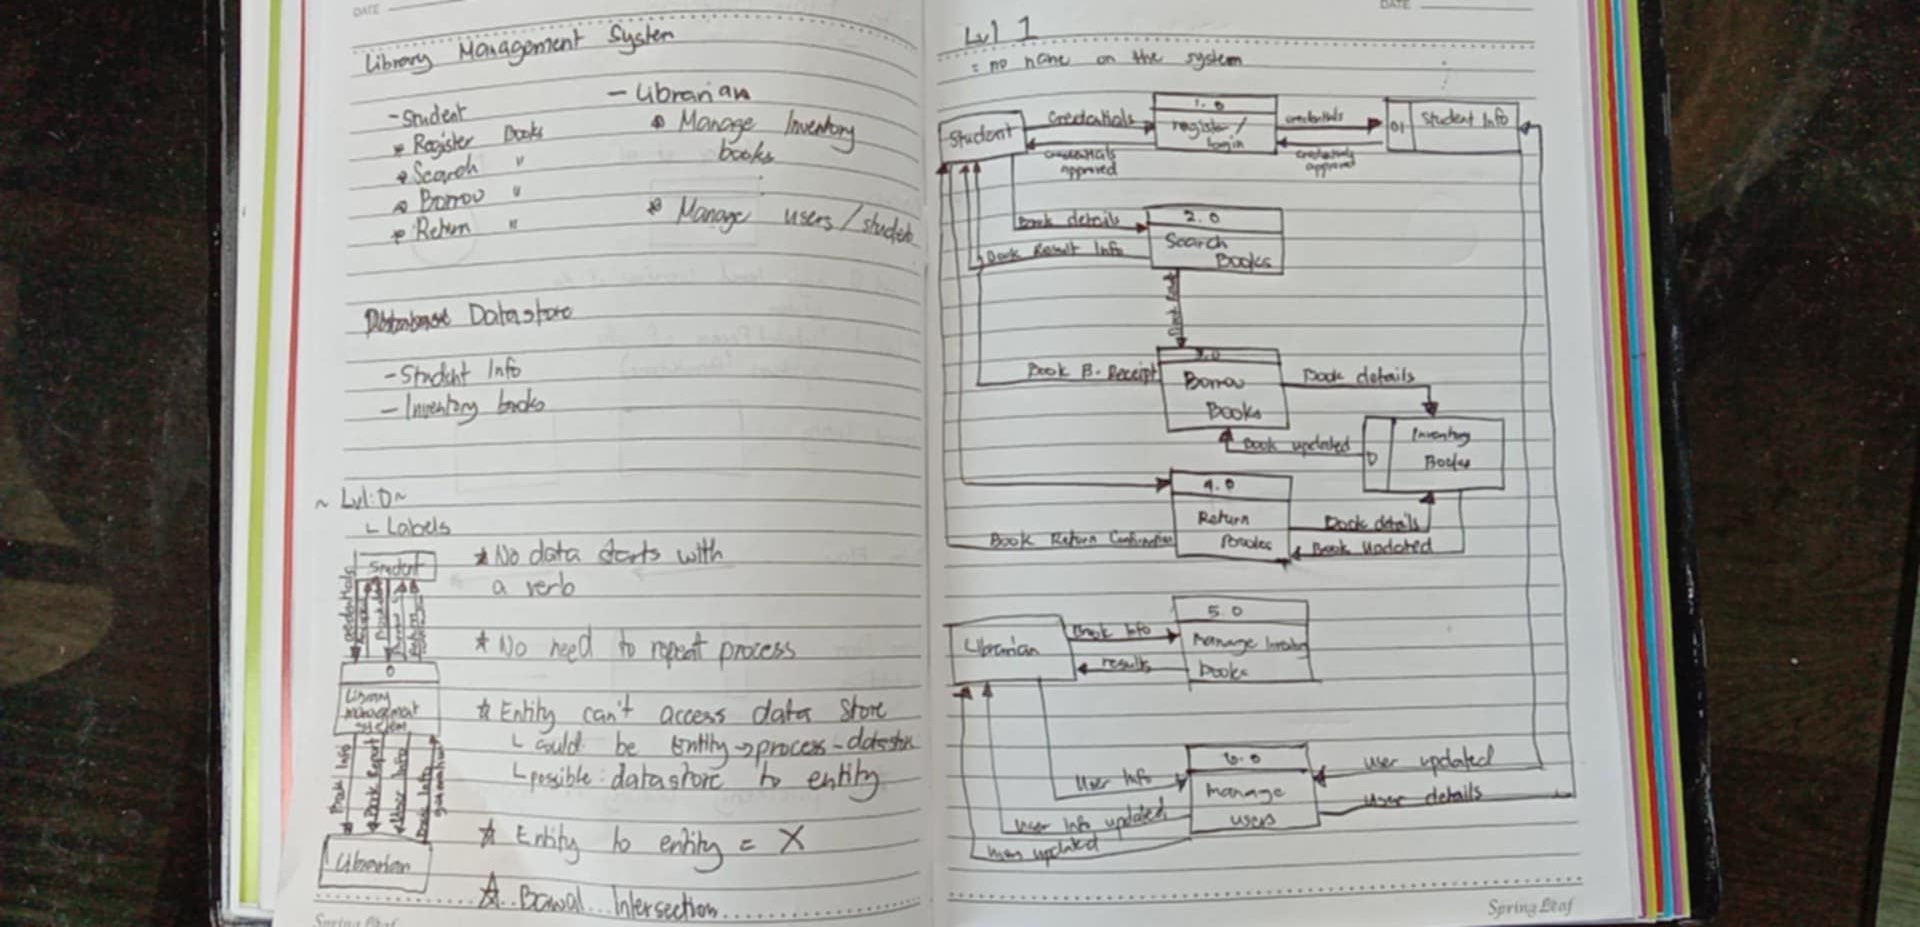 DATE
Library Management System
- Student
* Register Books
* Search "
* Borrow "
* Return "
- Librarian
* Manage Inventory
books
* Manage users / students
Datastore
- Student Info
- Inventory books
~ Lvl: 0 ~
↳ Labels
Student
credentials
0
Library
management
system
Book Info
Book Report
User Info
Librarian
* No data starts with
a verb
* No need to repeat process
* Entity can't access data store
↳ could be Entity → process - datastore
↳ possible: datastore to entity
* Entity to entity = X
* Bawal Intersection
Spring Leaf
DATE
Lvl 1
= no name on the system
Student
Credentials
credentials
approved
1.0
register/
login
credentials
credentials
approved
Student Info
Book details
Book Result Info
2.0
Search
Books
Book B. Receipt
3.0
Borrow
Books
Book details
Book updated
D
Inventory
Books
4.0
Return
Books
Book details
Book updated
Book Return Confirmation
Librarian
Book Info
results
5.0
Manage Inventory
books
User Info
User Info updated
User updated
6.0
Manage
users
user updated
User details
Spring Leaf